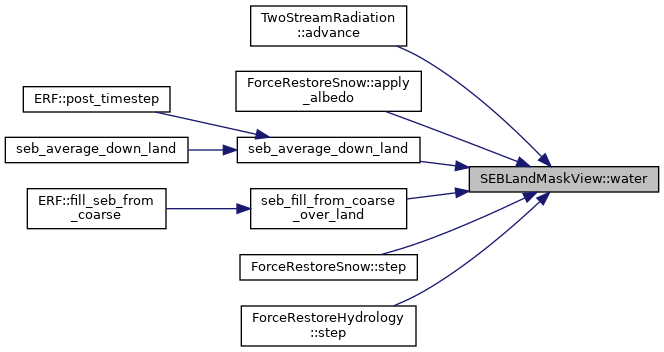 TwoStreamRadiation
::advance
ForceRestoreSnow::apply
_albedo
ERF::post_timestep
seb_average_down_land
seb_average_down_land
SEBLandMaskView::water
ERF::fill_seb_from
_coarse
seb_fill_from_coarse
_over_land
ForceRestoreSnow::step
ForceRestoreHydrology
::step